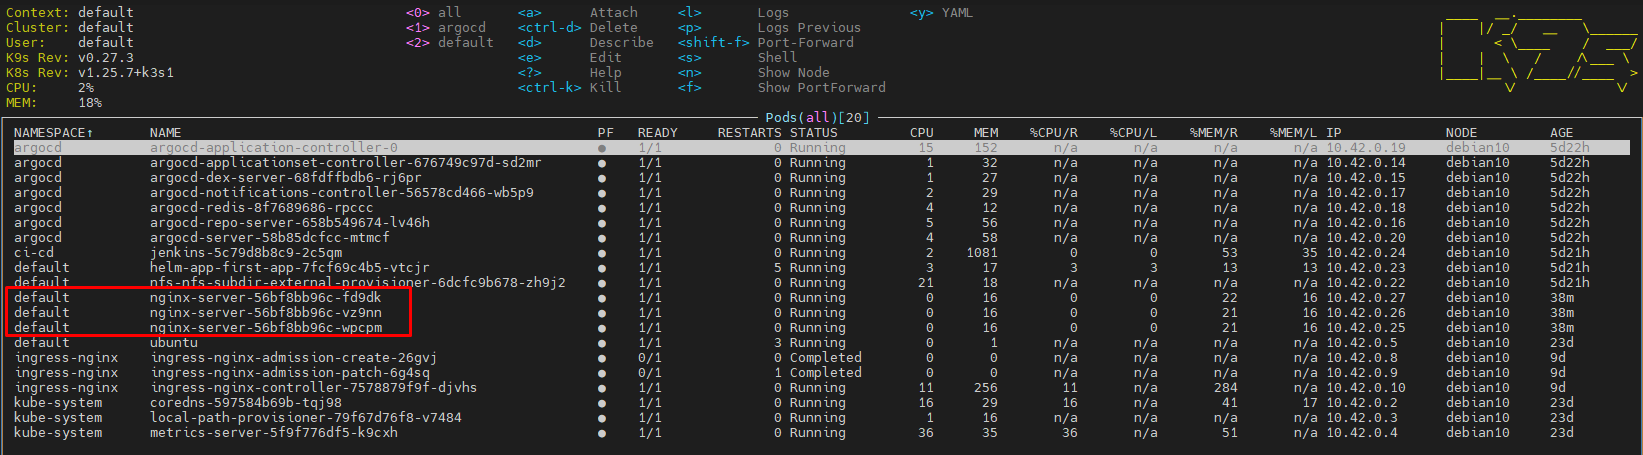 Context: default <0> all <a> Attach <l> Logs <y> YAML
Cluster: default <1> argocd <ctrl-d> Delete <p> Logs Previous
User: default <2> default <d> Describe <shift-f> Port-Forward
K9s Rev: v0.27.3 <e> Edit <s> Shell
K8s Rev: v1.25.7+k3s1 <?> Help <n> Show Node
CPU: 2% <ctrl-k> Kill <f> Show PortForward
MEM: 18%
Pods(all)[20]
NAMESPACE↑ NAME PF READY RESTARTS STATUS CPU MEM %CPU/R %CPU/L %MEM/R %MEM/L IP NODE AGE
argocd argocd-application-controller-0 ● 1/1 0 Running 15 152 n/a n/a n/a n/a 10.42.0.19 debian10 5d22h
argocd argocd-applicationset-controller-676749c97d-sd2mr ● 1/1 0 Running 1 32 n/a n/a n/a n/a 10.42.0.14 debian10 5d22h
argocd argocd-dex-server-68fdffbdb6-rj6pr ● 1/1 0 Running 1 27 n/a n/a n/a n/a 10.42.0.15 debian10 5d22h
argocd argocd-notifications-controller-56578cd466-wb5p9 ● 1/1 0 Running 2 29 n/a n/a n/a n/a 10.42.0.17 debian10 5d22h
argocd argocd-redis-8f7689686-rpccc ● 1/1 0 Running 4 12 n/a n/a n/a n/a 10.42.0.18 debian10 5d22h
argocd argocd-repo-server-658b549674-lv46h ● 1/1 0 Running 5 56 n/a n/a n/a n/a 10.42.0.16 debian10 5d22h
argocd argocd-server-58b85dcfcc-mtmcf ● 1/1 0 Running 4 58 n/a n/a n/a n/a 10.42.0.20 debian10 5d22h
ci-cd jenkins-5c79d8b8c9-2c5qm ● 1/1 0 Running 2 1081 0 0 53 35 10.42.0.24 debian10 5d21h
default helm-app-first-app-7fcf69c4b5-vtcjr ● 1/1 5 Running 3 17 3 3 13 13 10.42.0.23 debian10 5d21h
default nfs-nfs-subdir-external-provisioner-6dcfc9b678-zh9j2 ● 1/1 0 Running 21 18 n/a n/a n/a n/a 10.42.0.22 debian10 5d21h
default nginx-server-56bf8bb96c-fd9dk ● 1/1 0 Running 0 16 0 0 22 16 10.42.0.27 debian10 38m
default nginx-server-56bf8bb96c-vz9nn ● 1/1 0 Running 0 16 0 0 21 16 10.42.0.26 debian10 38m
default nginx-server-56bf8bb96c-wpcpm ● 1/1 0 Running 0 16 0 0 21 16 10.42.0.25 debian10 38m
default ubuntu ● 1/1 3 Running 0 1 n/a n/a n/a n/a 10.42.0.5 debian10 23d
ingress-nginx ingress-nginx-admission-create-26gvj ● 0/1 0 Completed 0 0 n/a n/a n/a n/a 10.42.0.8 debian10 9d
ingress-nginx ingress-nginx-admission-patch-6g4sq ● 0/1 1 Completed 0 0 n/a n/a n/a n/a 10.42.0.9 debian10 9d
ingress-nginx ingress-nginx-controller-7578879f9f-djvhs ● 1/1 0 Running 11 256 11 n/a 284 n/a 10.42.0.10 debian10 9d
kube-system coredns-597584b69b-tqj98 ● 1/1 0 Running 16 29 16 n/a 41 17 10.42.0.2 debian10 23d
kube-system local-path-provisioner-79f67d76f8-v7484 ● 1/1 0 Running 1 16 n/a n/a n/a n/a 10.42.0.3 debian10 23d
kube-system metrics-server-5f9f776df5-k9cxh ● 1/1 0 Running 36 35 36 n/a 51 n/a 10.42.0.4 debian10 23d